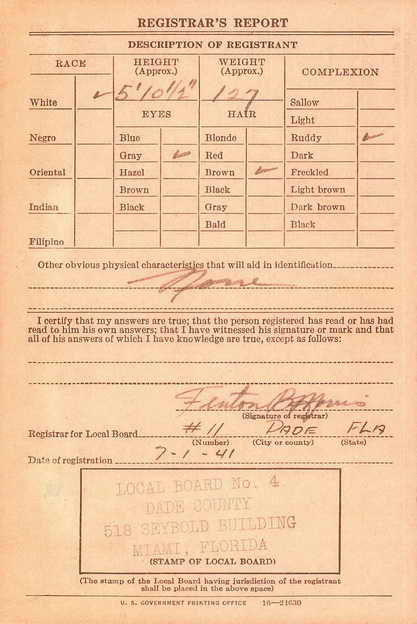 REGISTRAR'S REPORT
DESCRIPTION OF REGISTRANT
RACE
HEIGHT (Approx.)
WEIGHT (Approx.)
COMPLEXION
White ✓
5' 10 1/2"
127
Sallow
EYES
HAIR
Light
Negro
Blue
Blonde
Ruddy ✓
Gray ✓
Red
Dark
Oriental
Hazel
Brown ✓
Freckled
Brown
Black
Light brown
Indian
Black
Gray
Dark brown
Bald
Black
Filipino
Other obvious physical characteristics that will aid in identification
None
I certify that my answers are true; that the person registered has read or has had
read to him his own answers; that I have witnessed his signature or mark and that
all of his answers of which I have knowledge are true, except as follows:
Fenton B Morris
(Signature of registrar)
Registrar for Local Board #11 DADE FLA
(Number) (City or county) (State)
Date of registration 7-1-41
LOCAL BOARD No. 4
DADE COUNTY
518 SEYBOLD BUILDING
MIAMI, FLORIDA
(STAMP OF LOCAL BOARD)
(The stamp of the Local Board having jurisdiction of the registrant
shall be placed in the above space)
U. S. GOVERNMENT PRINTING OFFICE 16—21630